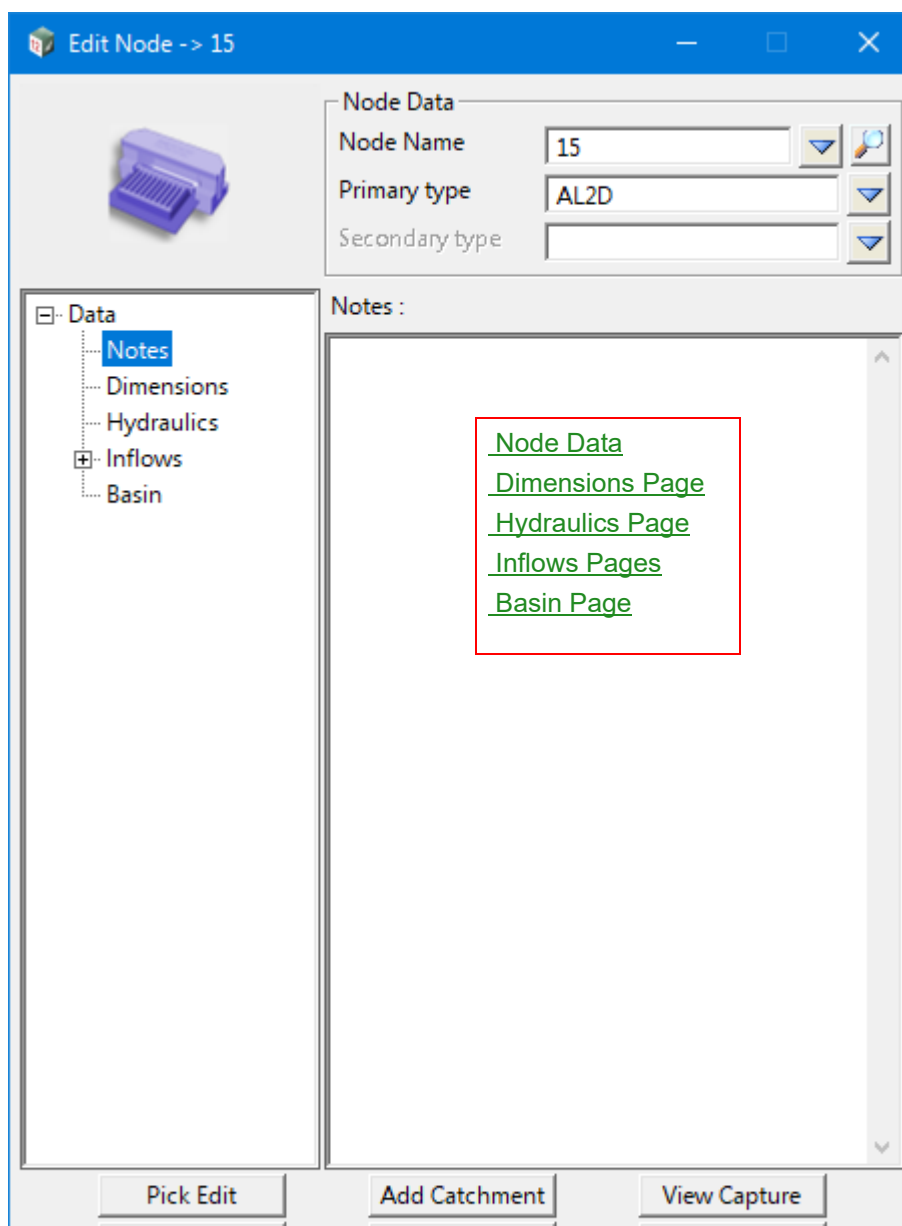 Edit Node -> 15
Node Data
Node Name
15
Primary type
AL2D
Secondary type
Data
Notes
Dimensions
Hydraulics
Inflows
Basin
Notes :
Node Data
Dimensions Page
Hydraulics Page
Inflows Pages
Basin Page
Pick Edit
Add Catchment
View Capture